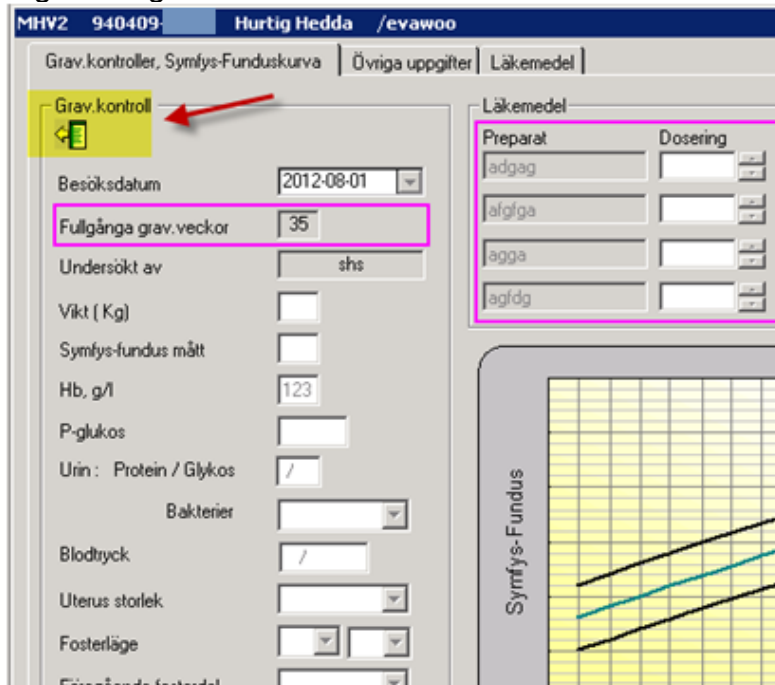 MHV2 940409- Hurtig Hedda /evawoo
Grav.kontroller, Symfys-Funduskurva Övriga uppgifter Läkemedel
Grav.kontroll
Besöksdatum 2012-08-01
Fullgånga grav.veckor 35
Undersökt av shs
Vikt ( Kg)
Symfys-fundus mått
Hb, g/l 123
P-glukos
Urin : Protein / Glykos /
Bakterier
Blodtryck /
Uterus storlek
Fosterläge
Läkemedel
Preparat Dosering
adgag
afgfga
agga
agfdg
Symfys-Fundus